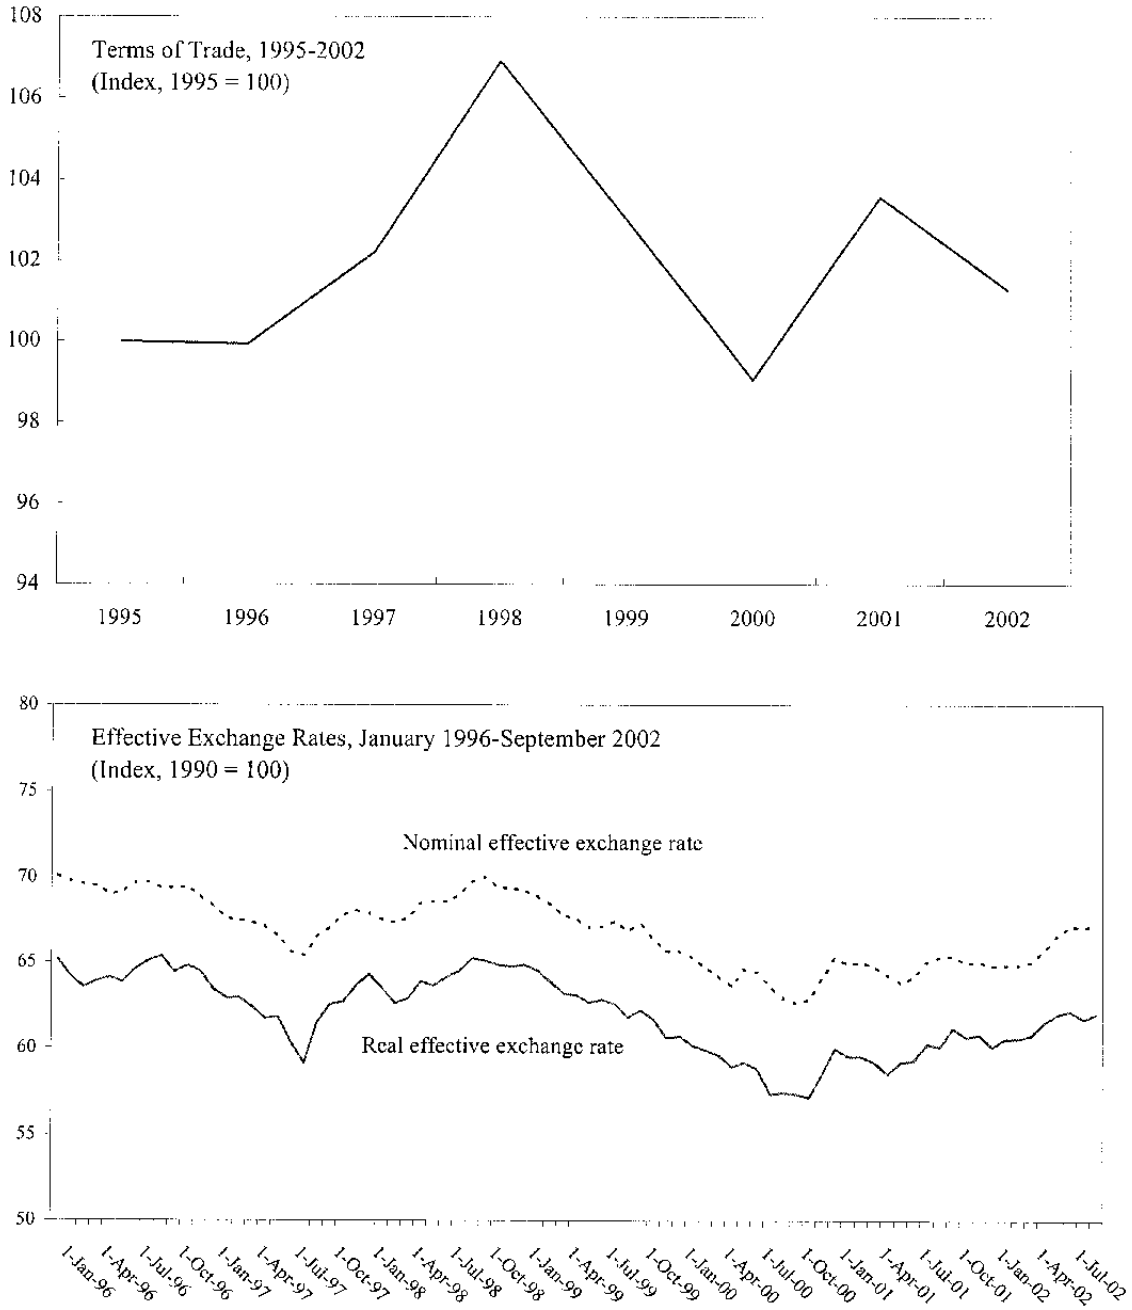 108
Terms of Trade, 1995-2002
(Index, 1995 = 100)
106
104
102
100
98
96
94
1995 1996 1997 1998 1999 2000 2001 2002
80
Effective Exchange Rates, January 1996-September 2002
(Index, 1990 = 100)
75
Nominal effective exchange rate
70
65
60
Real effective exchange rate
55
50
1-Jan-96 1-Apr-96 1-Jul-96 1-Oct-96 1-Jan-97 1-Apr-97 1-Jul-97 1-Oct-97 1-Jan-98 1-Apr-98 1-Jul-98 1-Oct-98 1-Jan-99 1-Apr-99 1-Jul-99 1-Oct-99 1-Jan-00 1-Apr-00 1-Jul-00 1-Oct-00 1-Jan-01 1-Apr-01 1-Jul-01 1-Oct-01 1-Jan-02 1-Apr-02 1-Jul-02